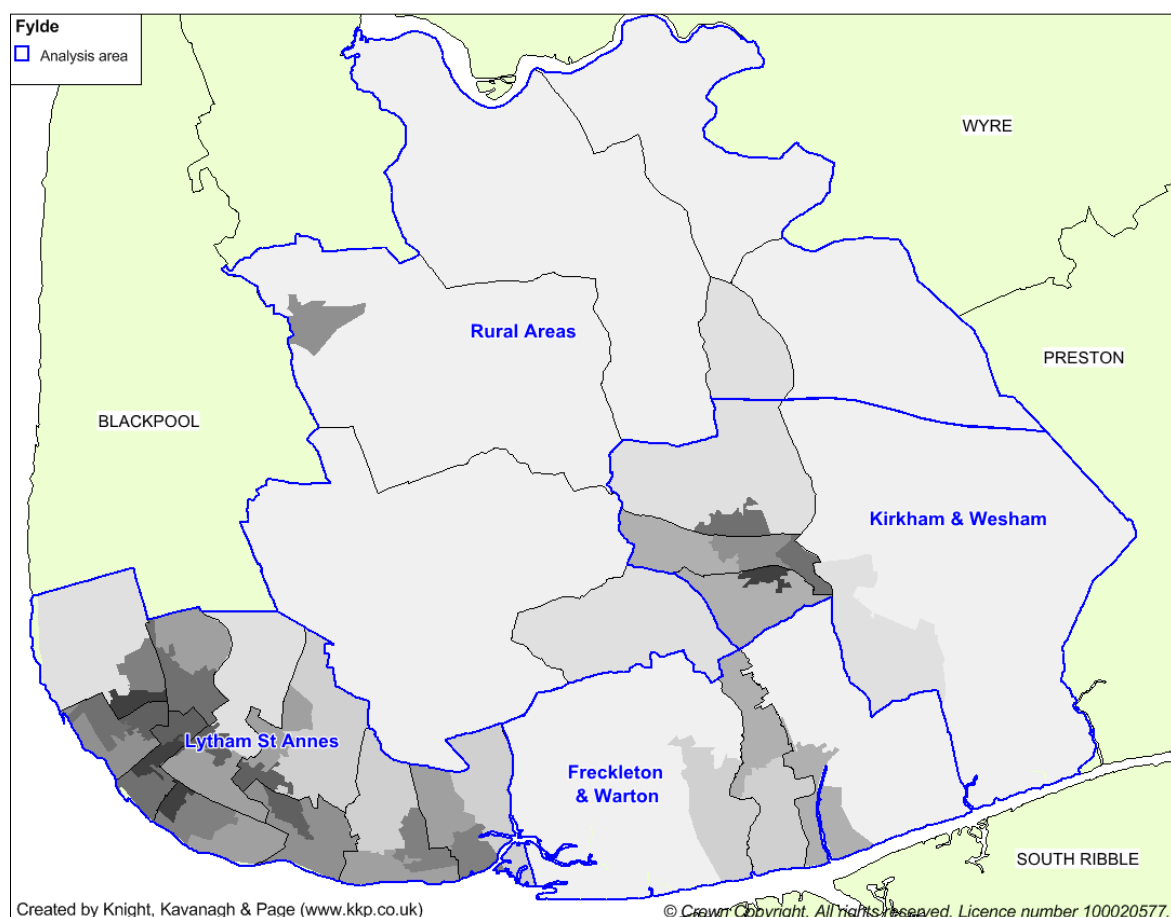 Fylde
Analysis area
WYRE
PRESTON
Rural Areas
BLACKPOOL
Kirkham & Wesham
Lytham St Annes
Freckleton
& Warton
SOUTH RIBBLE
Created by Knight, Kavanagh & Page (www.kkp.co.uk)
© Crown Copyright. All rights reserved. Licence number 100020577.